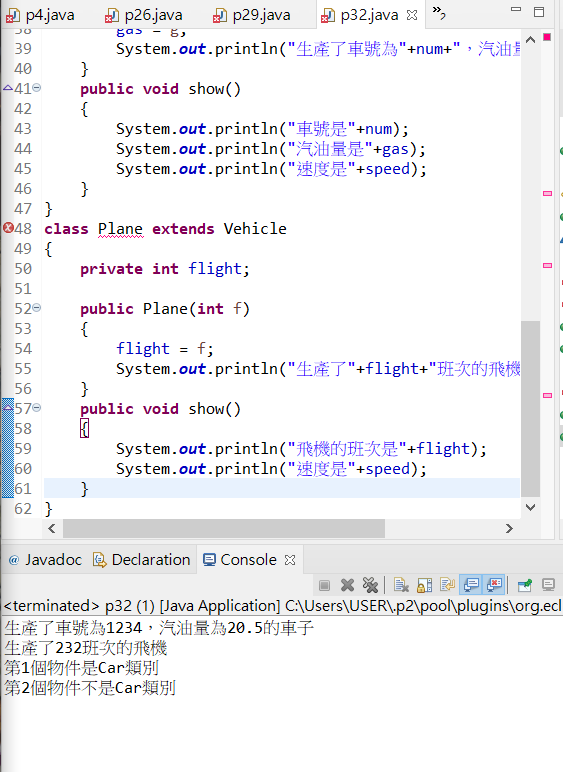 p4.java p26.java p29.java p32.java »2
38 gas = g;
39 System.out.println("生產了車號為"+num+"，汽油量
40 }
41 public void show()
42 {
43 System.out.println("車號是"+num);
44 System.out.println("汽油量是"+gas);
45 System.out.println("速度是"+speed);
46 }
47 }
48 class Plane extends Vehicle
49 {
50 private int flight;
51
52 public Plane(int f)
53 {
54 flight = f;
55 System.out.println("生產了"+flight+"班次的飛機
56 }
57 public void show()
58 {
59 System.out.println("飛機的班次是"+flight);
60 System.out.println("速度是"+speed);
61 }
62 }
@ Javadoc Declaration Console
<terminated> p32 (1) [Java Application] C:\Users\USER\.p2\pool\plugins\org.ecl
生產了車號為1234，汽油量為20.5的車子
生產了232班次的飛機
第1個物件是Car類別
第2個物件不是Car類別